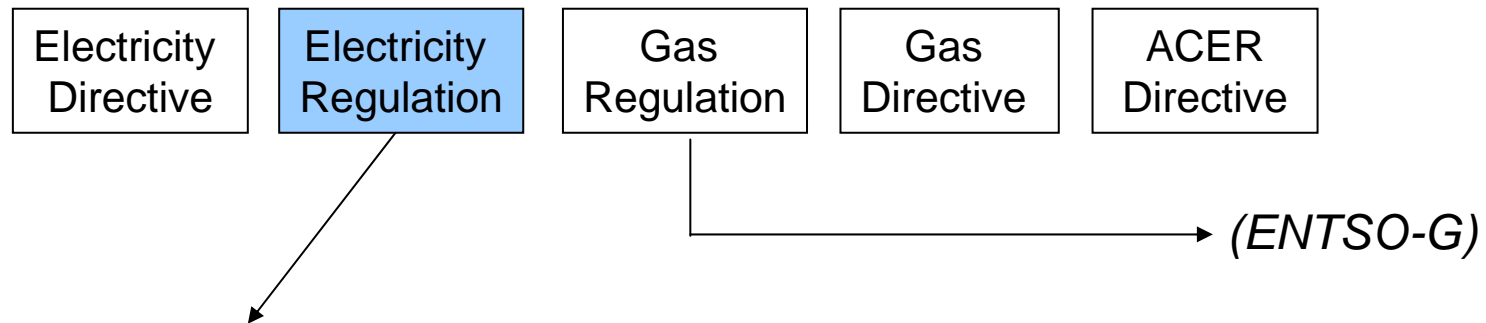 Electricity
Directive
Electricity
Regulation
Gas
Regulation
Gas
Directive
ACER
Directive
(ENTSO-G)